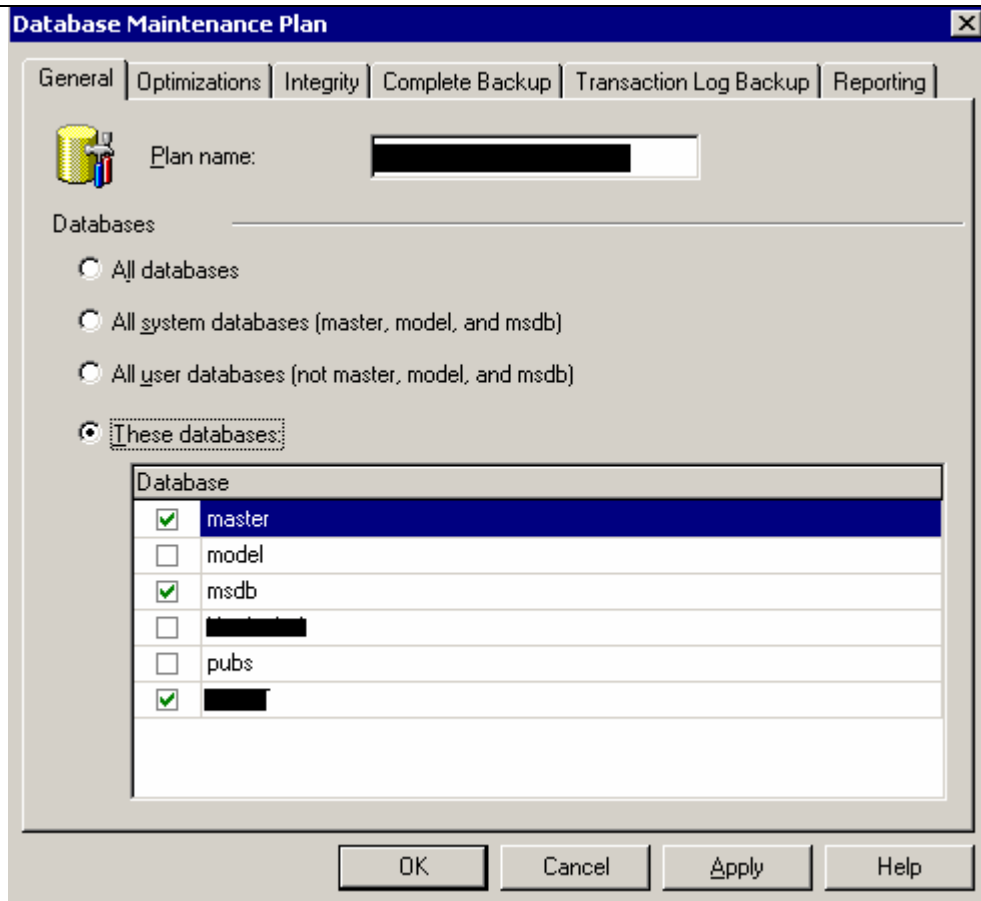 Database Maintenance Plan
General Optimizations Integrity Complete Backup Transaction Log Backup Reporting
Plan name:
Databases
All databases
All system databases (master, model, and msdb)
All user databases (not master, model, and msdb)
These databases:
Database
master
model
msdb
pubs
OK Cancel Apply Help